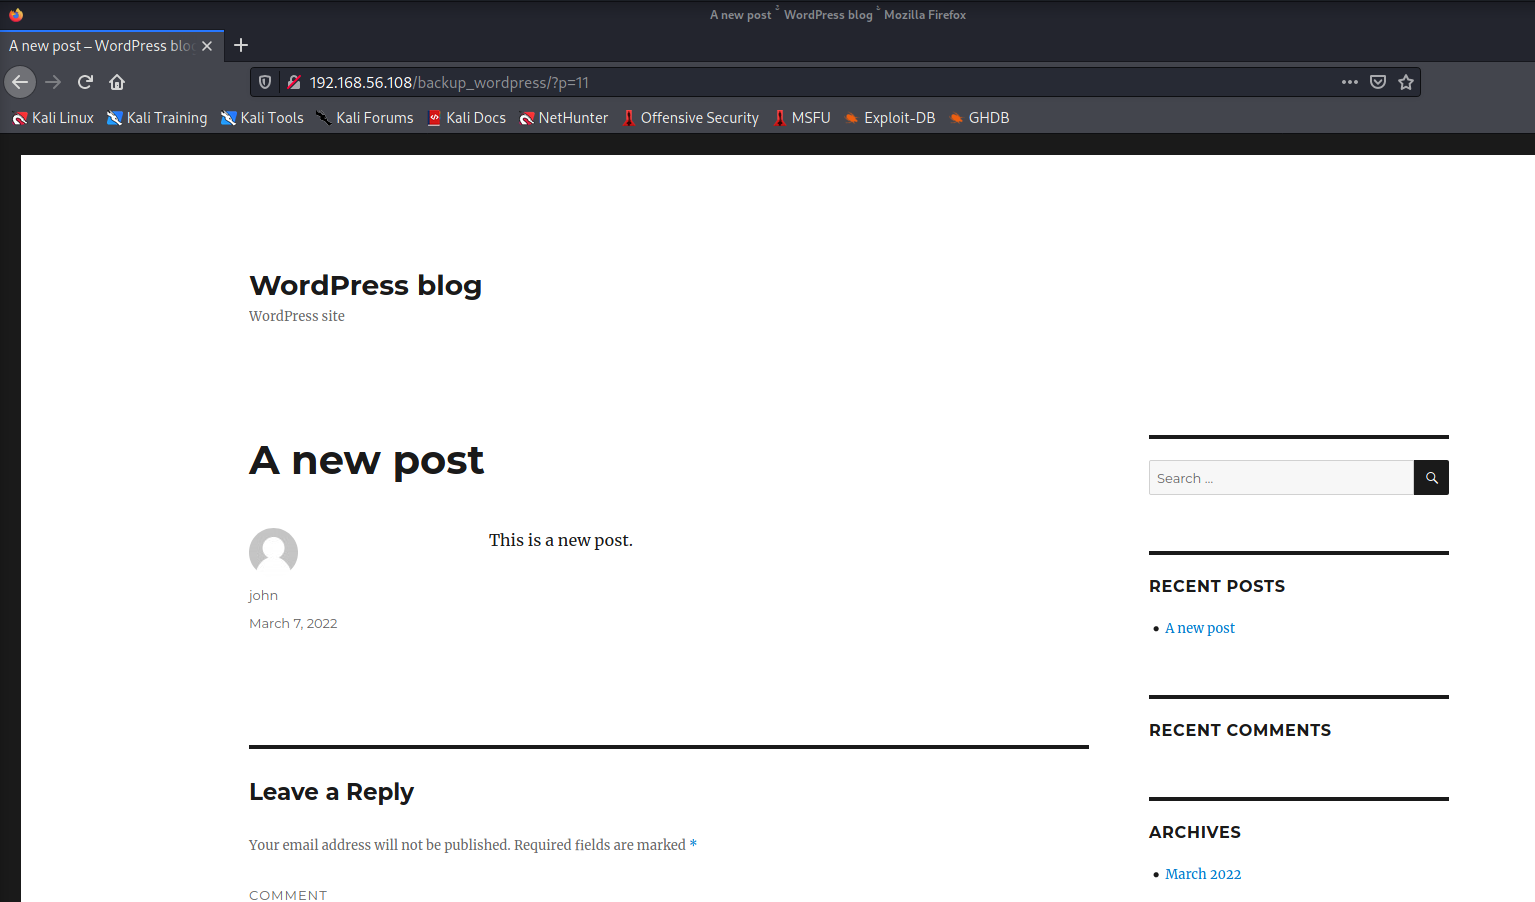 A new post - WordPress blog - Mozilla Firefox
A new post – WordPress blo
192.168.56.108/backup_wordpress/?p=11
Kali Linux Kali Training Kali Tools Kali Forums Kali Docs NetHunter Offensive Security MSFU Exploit-DB GHDB
WordPress blog
WordPress site
A new post
This is a new post.
john
March 7, 2022
Leave a Reply
Your email address will not be published. Required fields are marked *
COMMENT
Search ...
RECENT POSTS
A new post
RECENT COMMENTS
ARCHIVES
March 2022